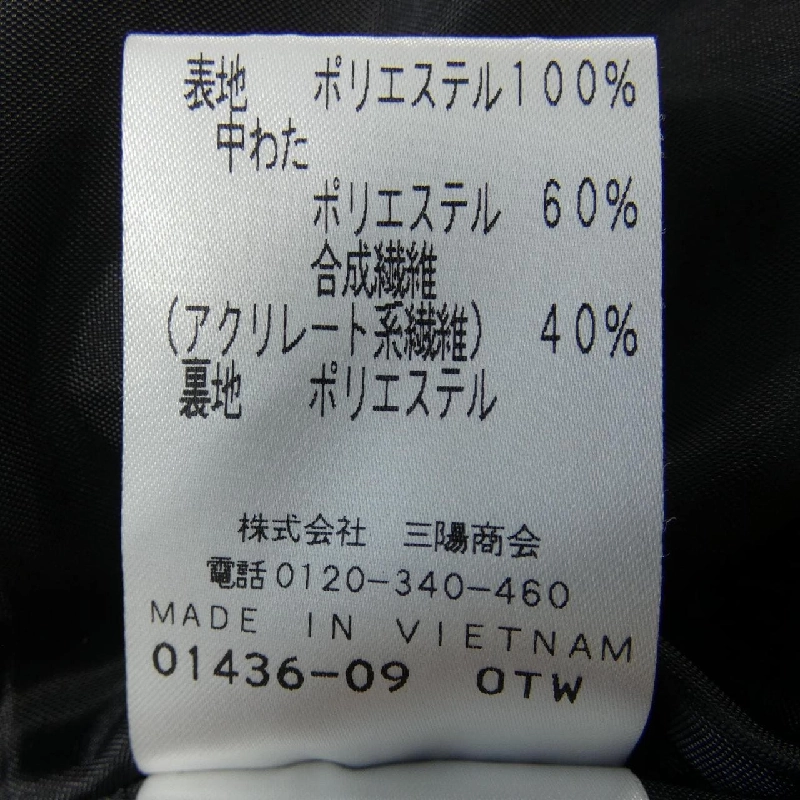 表地 ポリエステル100%
中わた
ポリエステル 60%
合成繊維
(アクリレート系繊維) 40%
裏地 ポリエステル
株式会社 三陽商会
電話0120-340-460
MADE IN VIETNAM
01436-09 OTW